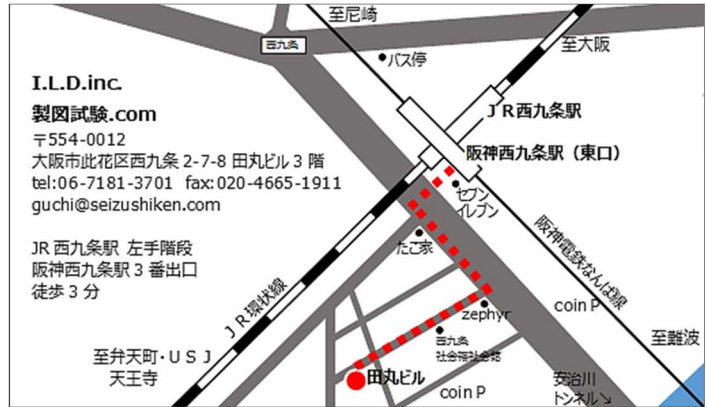 至尼崎
西九条
バス停
至大阪
I.L.D.inc.
製図試験.com
〒554-0012
大阪市此花区西九条 2-7-8 田丸ビル 3 階
tel:06-7181-3701 fax:020-4665-1911
guchi@seizushiken.com
JR 西九条駅 左手階段
阪神西九条駅 3 番出口
徒歩 3 分
JR西九条駅
阪神西九条駅（東口）
セブン
イレブン
たこ家
阪神電鉄なんば線
JR環状線
coin P
zephyr
西九条
社会福祉会館
至難波
至弁天町・USJ
天王寺
田丸ビル
coin P
安治川
トンネル↘